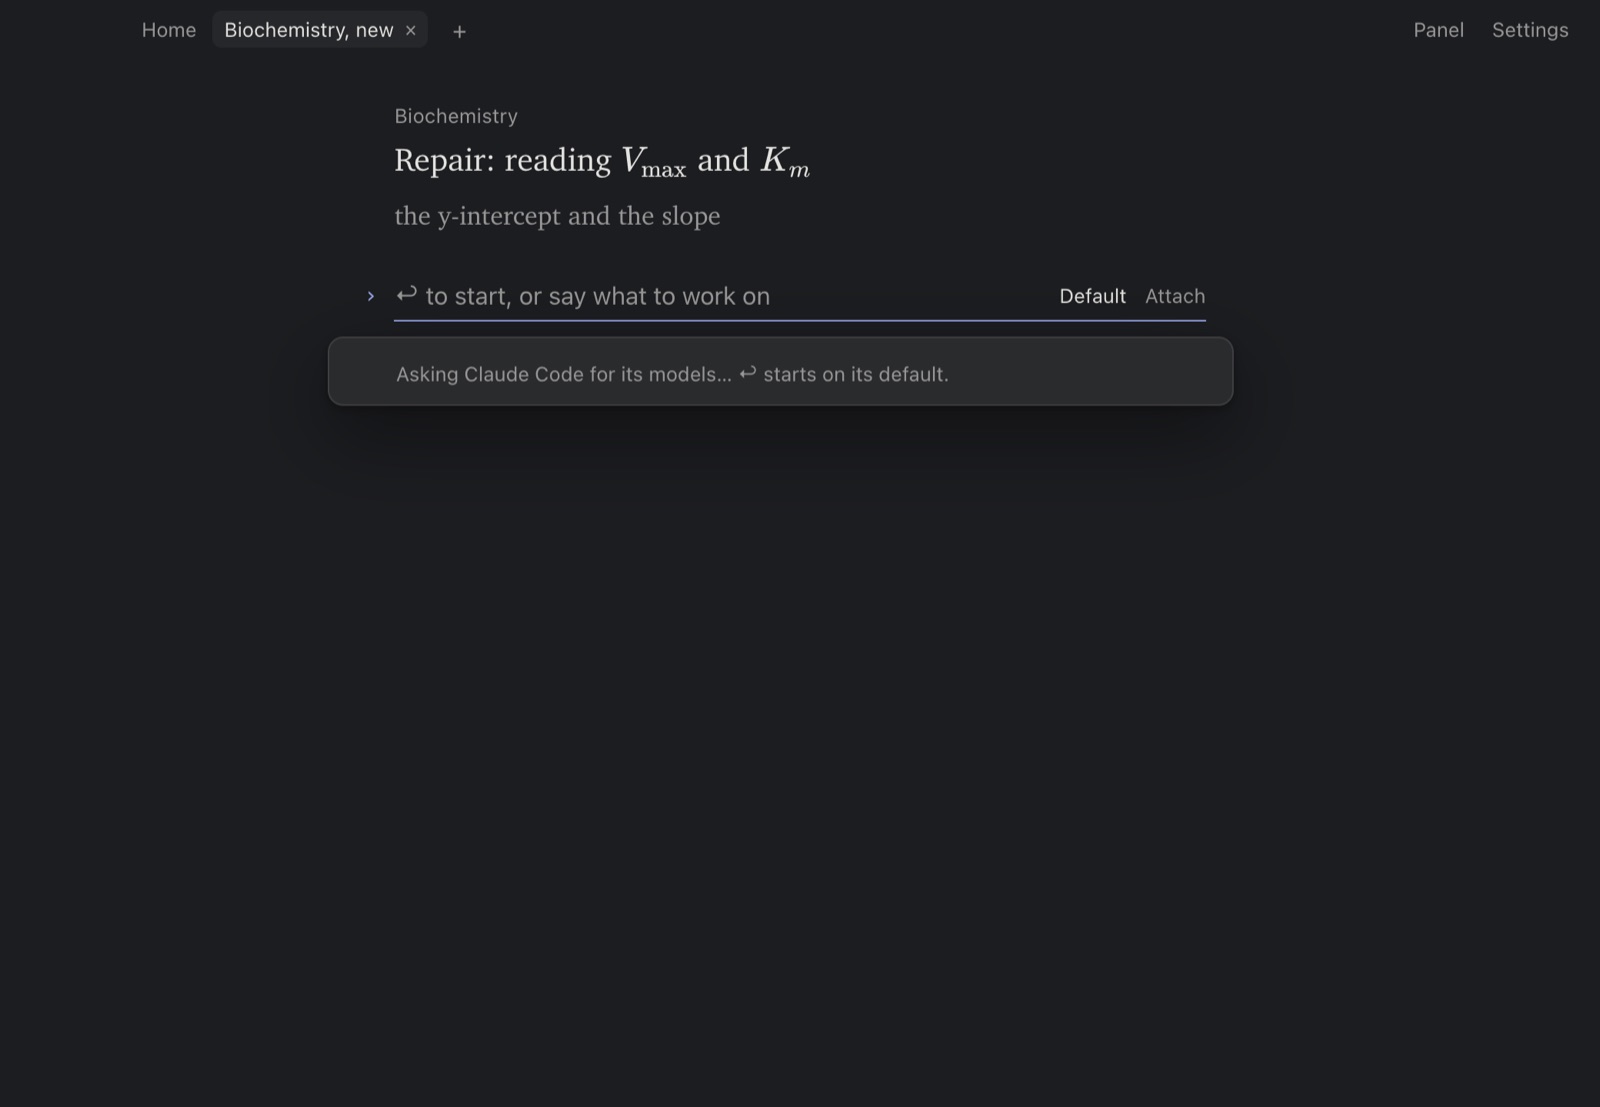 Home Biochemistry, new × + Panel Settings
Biochemistry
Repair: reading Vmax and Km
the y-intercept and the slope
› ↩ to start, or say what to work on Default Attach
Asking Claude Code for its models... ↩ starts on its default.